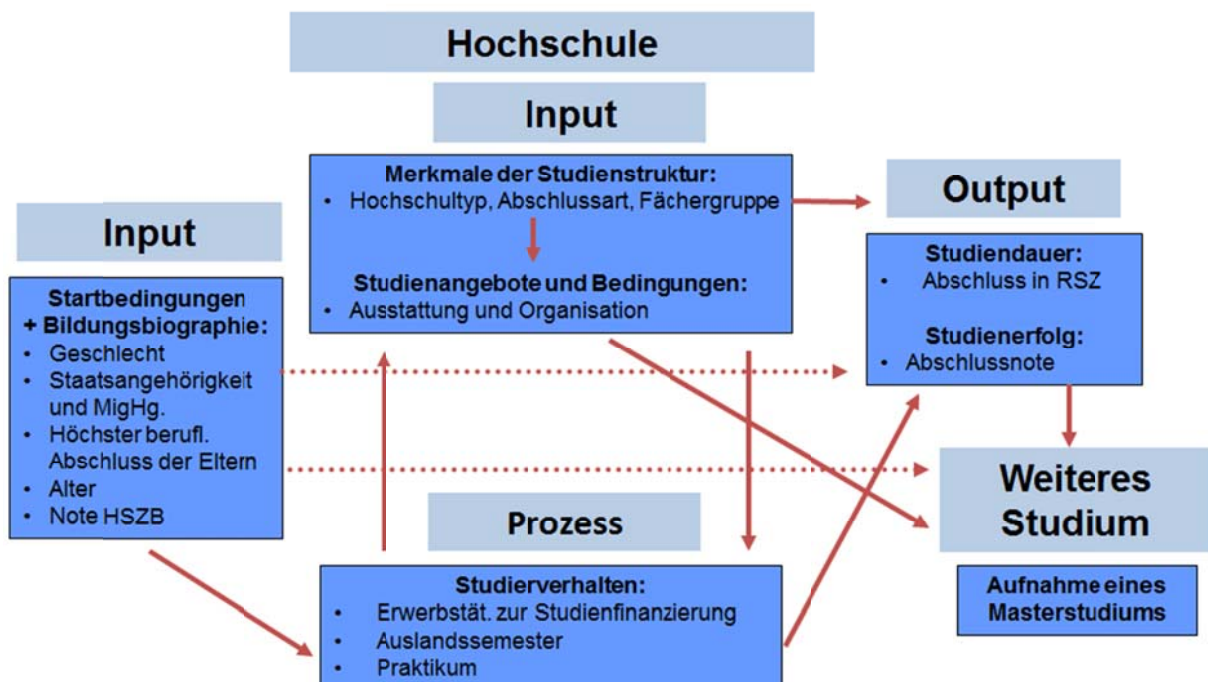 Hochschule
Input
Merkmale der Studienstruktur:
• Hochschultyp, Abschlussart, Fächergruppe
Studienangebote und Bedingungen:
• Ausstattung und Organisation
Input
Startbedingungen
+ Bildungsbiographie:
• Geschlecht
• Staatsangehörigkeit
und MigHg.
• Höchster berufl.
Abschluss der Eltern
• Alter
• Note HSZB
Prozess
Studierverhalten:
• Erwerbstät. zur Studienfinanzierung
• Auslandssemester
• Praktikum
Output
Studiendauer:
• Abschluss in RSZ
Studienerfolg:
• Abschlussnote
Weiteres
Studium
Aufnahme eines
Masterstudiums